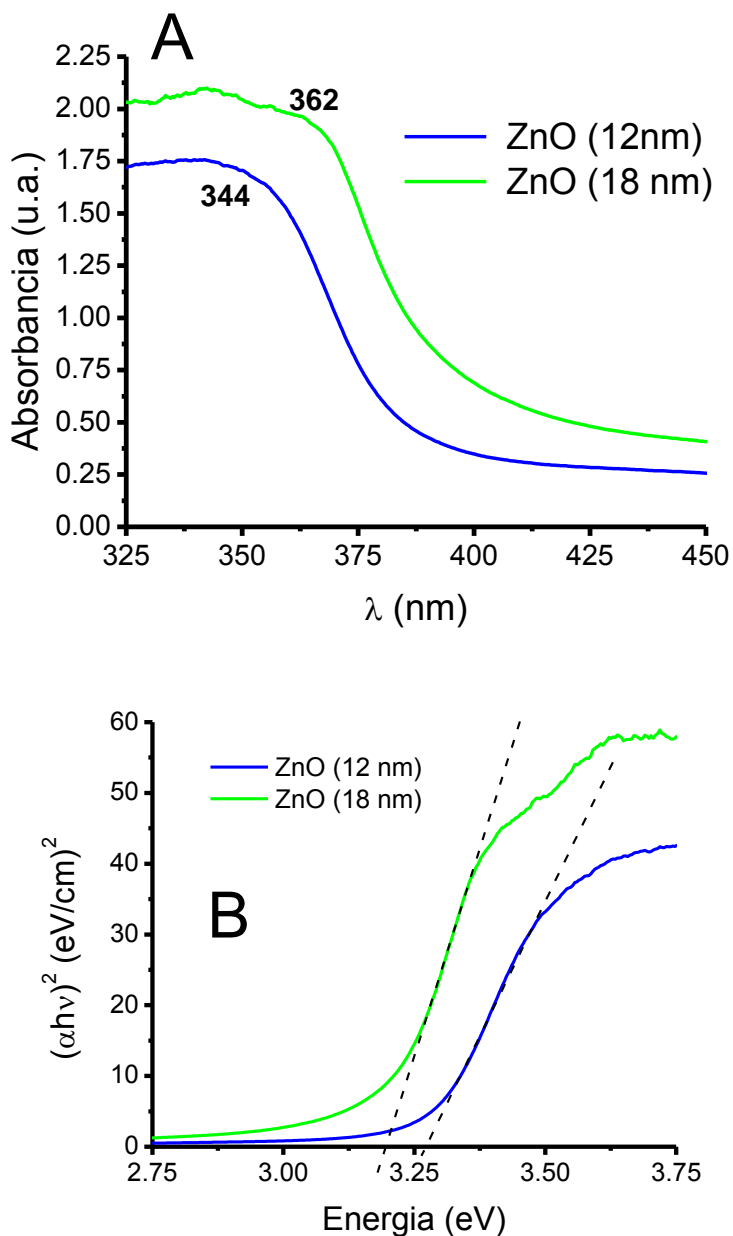 A
2.25
2.00
1.75
1.50
1.25
1.00
0.75
0.50
0.25
0.00
Absorbancia (u.a.)
362
344
ZnO (12nm)
ZnO (18 nm)
325 350 375 400 425 450
λ (nm)
60
50
40
30
20
10
0
(αhν)² (eV/cm)²
ZnO (12 nm)
ZnO (18 nm)
B
2.75 3.00 3.25 3.50 3.75
Energia (eV)